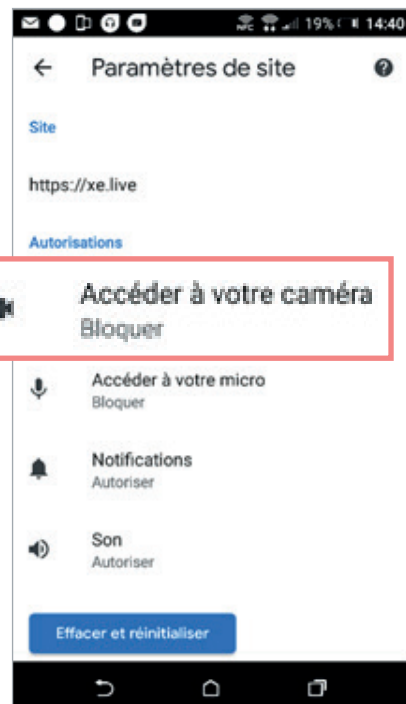 19% 14:40
Paramètres de site
Site
https://xe.live
Autorisations
Accéder à votre caméra
Bloquer
Accéder à votre micro
Bloquer
Notifications
Autoriser
Son
Autoriser
Effacer et réinitialiser